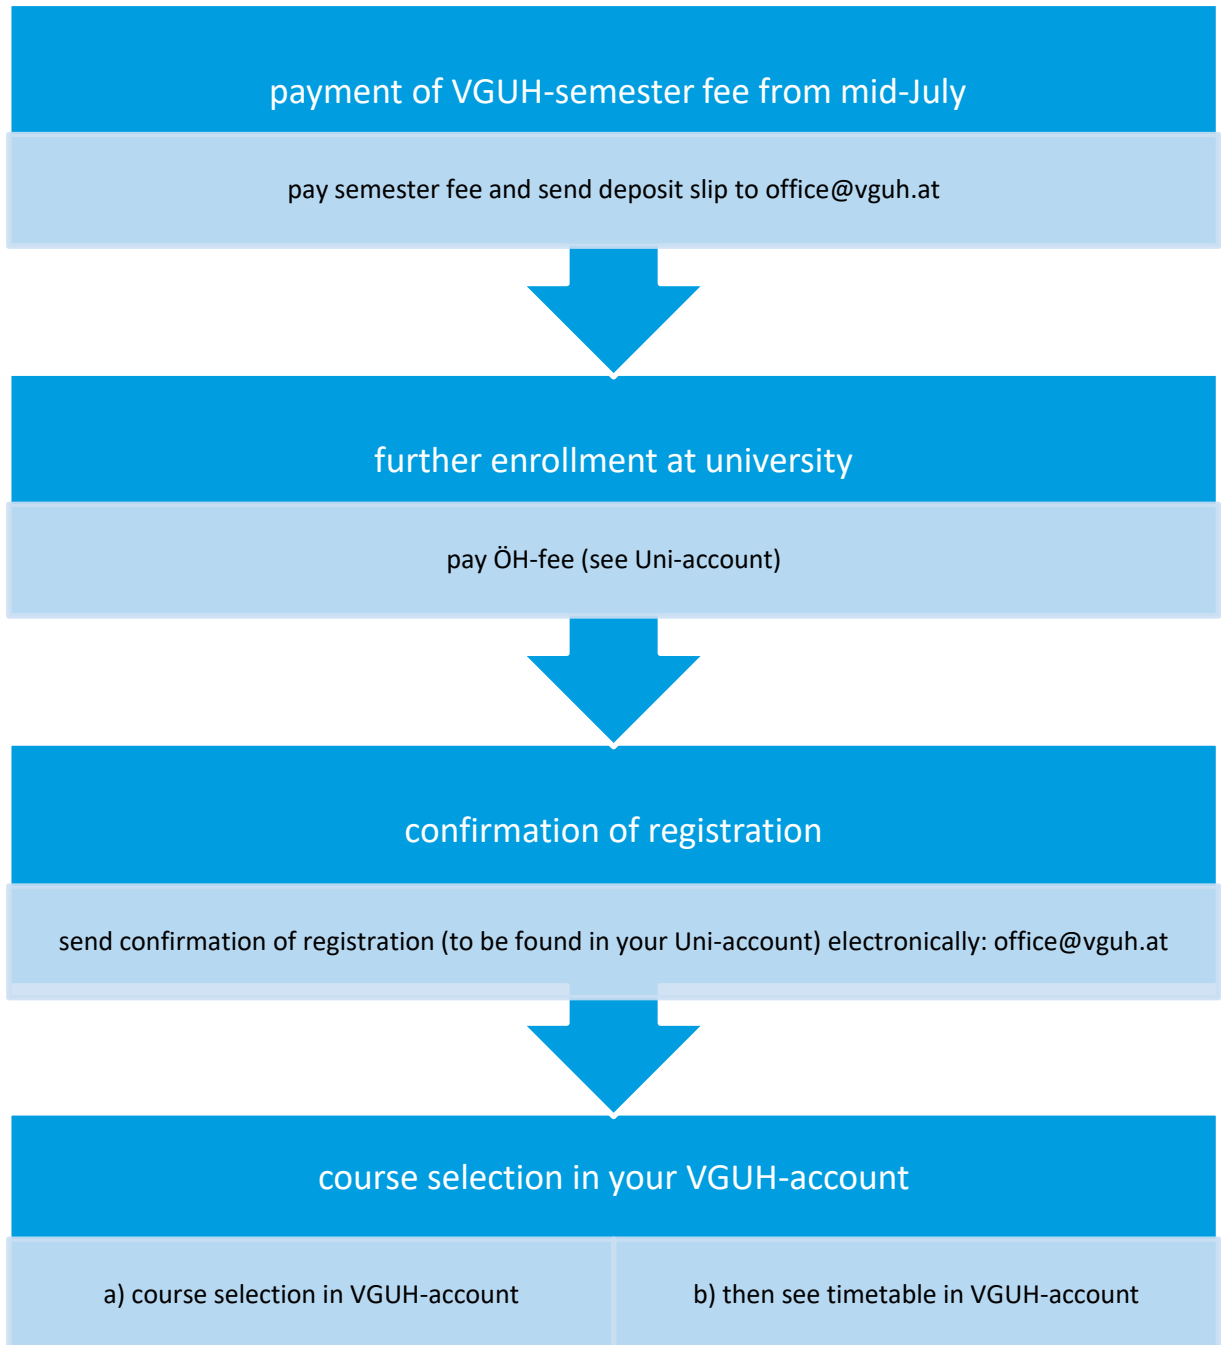 payment of VGUH-semester fee from mid-July
pay semester fee and send deposit slip to office@vguh.at
further enrollment at university
pay ÖH-fee (see Uni-account)
confirmation of registration
send confirmation of registration (to be found in your Uni-account) electronically: office@vguh.at
course selection in your VGUH-account
a) course selection in VGUH-account
b) then see timetable in VGUH-account